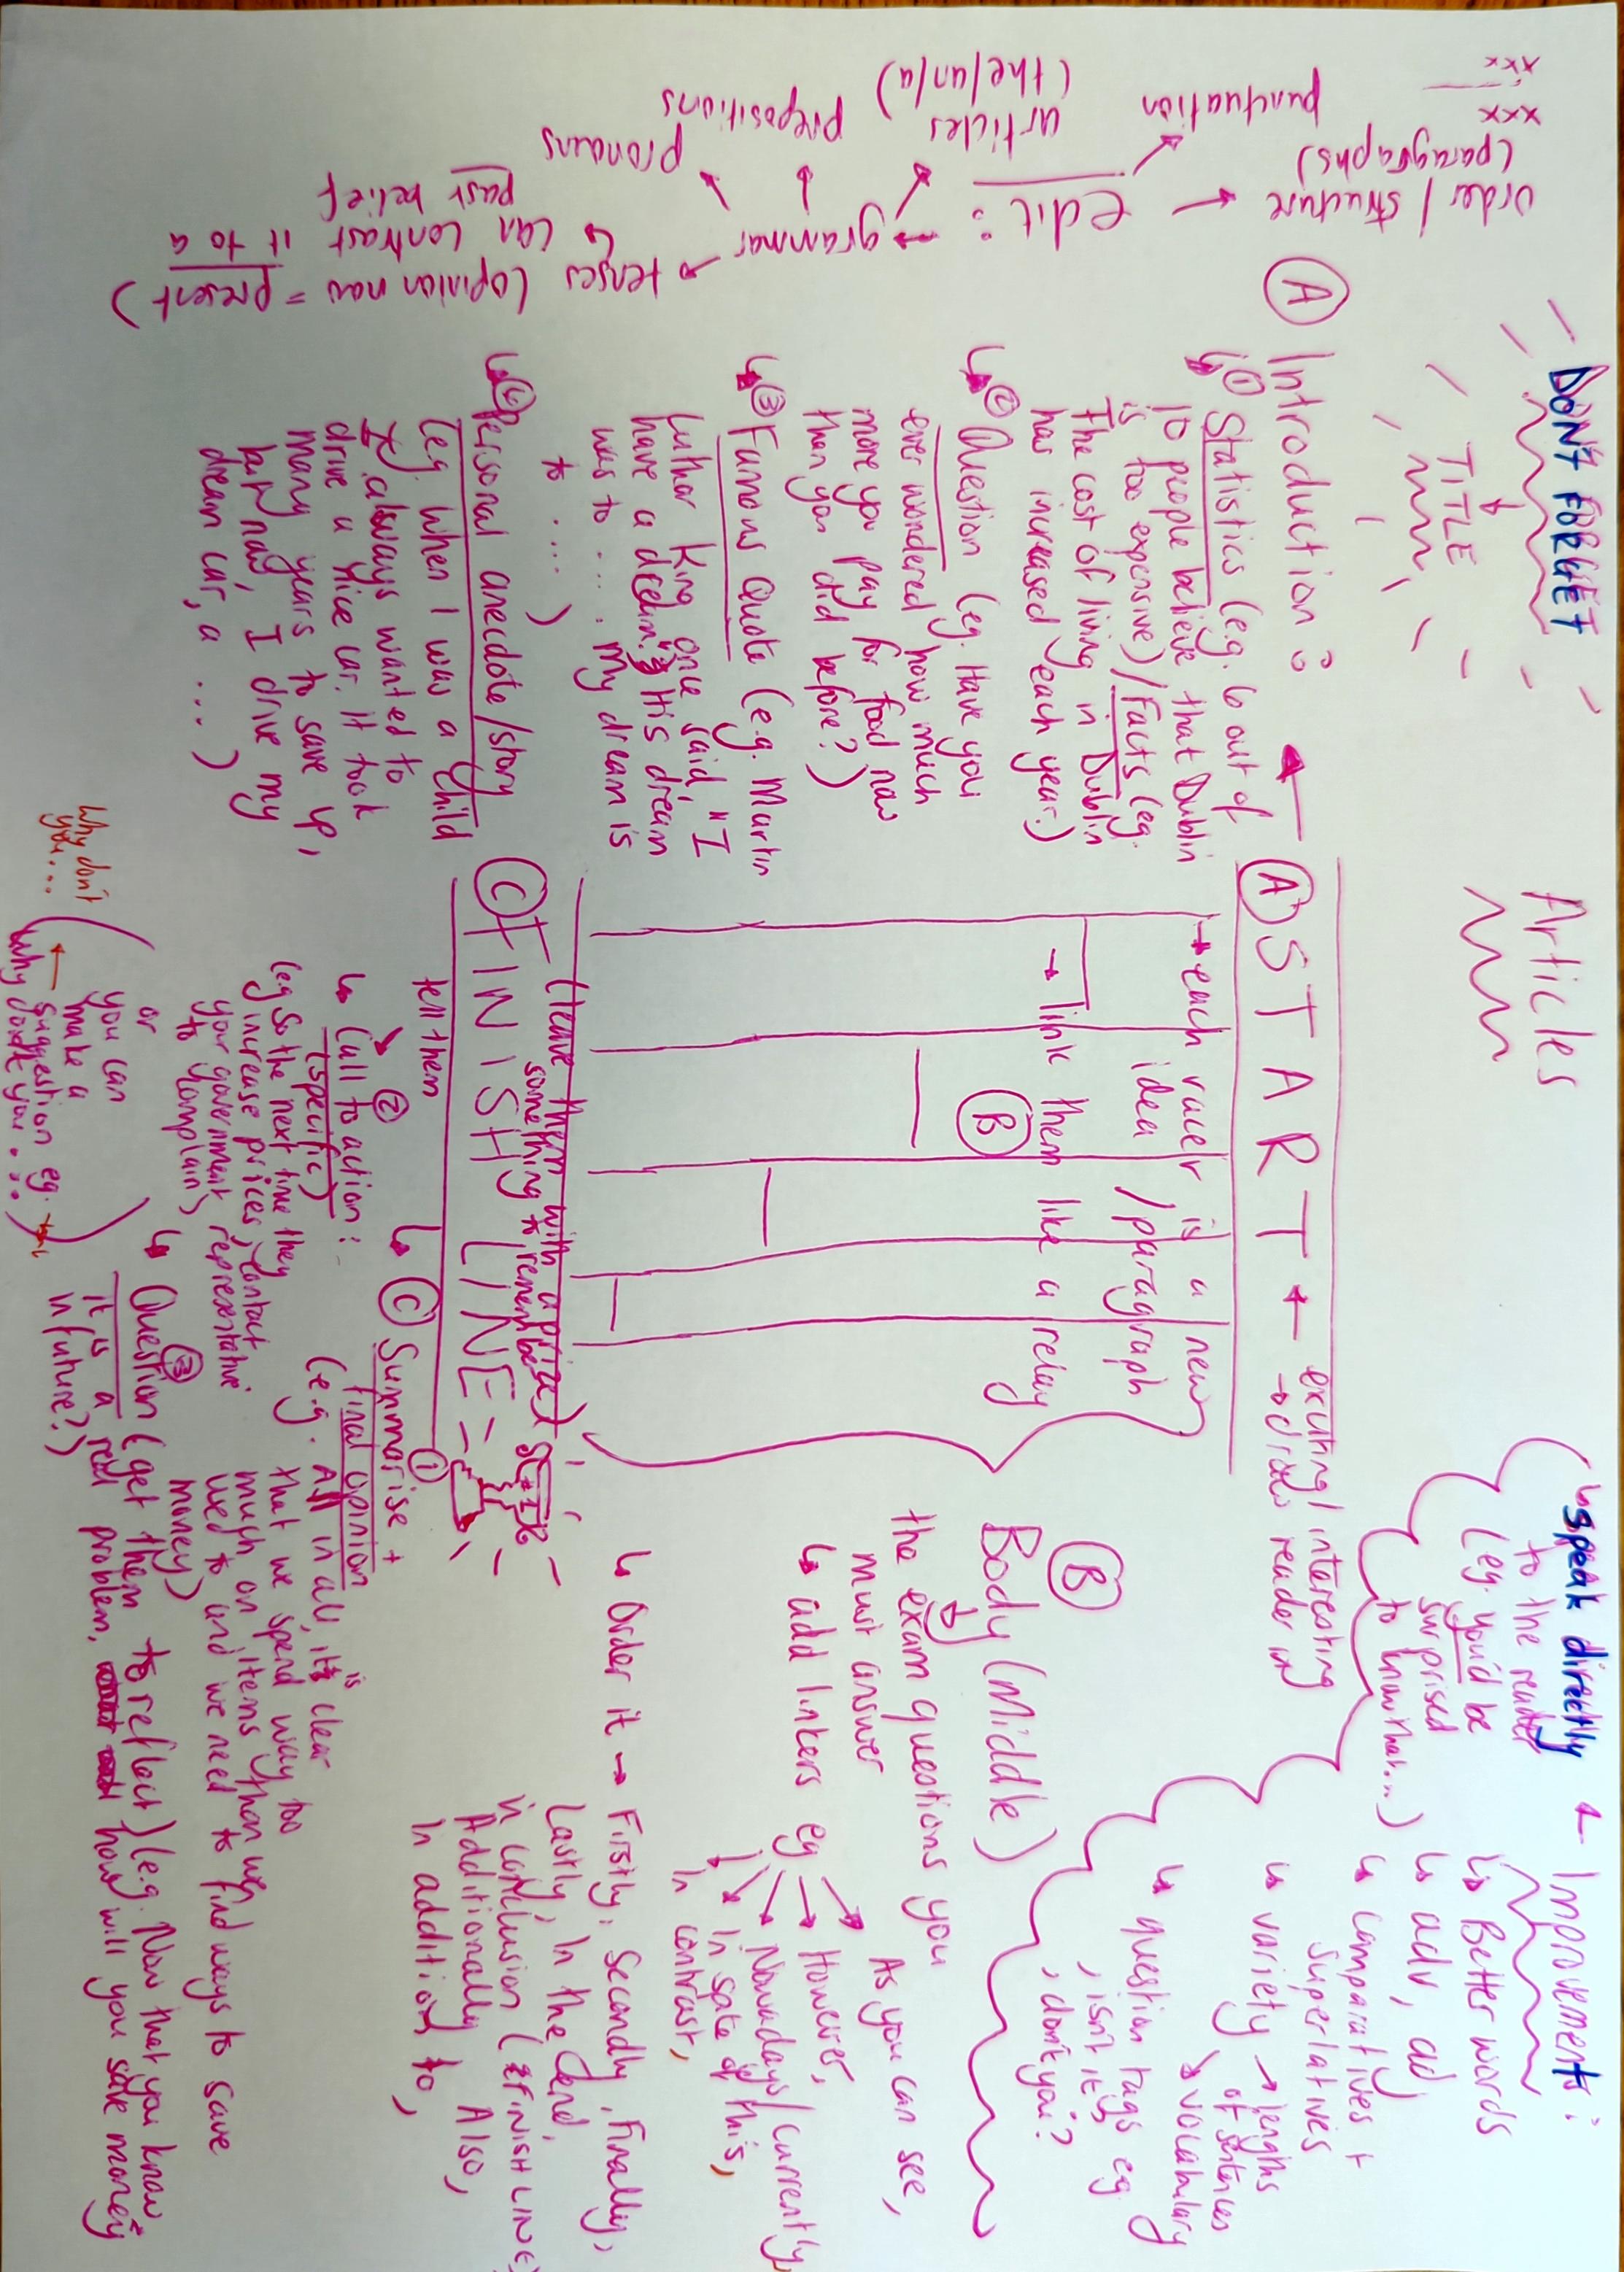 Articles
DON'T FORGET
TITLE
A Introduction:
① Statistics (e.g. 6 out of
10 people believe that Dublin
is too expensive) / Facts (eg.
The cost of living in Dublin
has increased each year.)
② Question (eg. Have you
ever wondered how much
more you pay for food now
than you did before?)
③ Famous Quote (e.g. Martin
Luther King once said, "I
have a dream." His dream
was to .... My dream is
to ....)
④ Personal anecdote/story
(eg When I was a child
I always wanted to
drive a nice car. It took
many years to save up,
but now, I drive my
dream car, a ...)
exciting/interesting
→ draw reader in
A START
→ each racer is a new
idea /paragraph
→ link them like a relay
B
(leave them with a prize)
something to remember
C FINISH LINE
tell them
C Summarise + ①
final opinion
(e.g. All in all, it is clear
that we spend way too
much on items than we
used to and we need to find ways to save
money)
② Call to action:
(specific)
(e.g. So the next time they
increase prices, contact
your government representative
to complain)
or
you can
make a
suggestion eg.
Why don't you....
Why don't
you....
③ Question (get them to reflect) (e.g. Now that you know
it is a real problem, how will you save money
in future?)
B
Body (Middle)
the exam questions you
must answer
add linkers eg
As you can see,
However,
Nowadays / Currently,
In spite of this,
In contrast,
Order it → Firstly, Secondly, Finally,
Lastly, In the end,
in conclusion (FINISH LINE)
Additionally, Also,
In addition to,
Improvements:
Better words
adv, adj
comparatives +
superlatives
variety → lengths
of sentences
vocabulary
question tags eg
, isn't it,
, don't you?
speak directly
to the reader
(eg. you'd be
surprised
to know that...)
edit:
order / structure
(paragraphs)
xxx
xxx
punctuation
grammar
articles
(the/an/a)
prepositions
pronouns
tenses (opinion now = present)
can contrast it to a
past belief